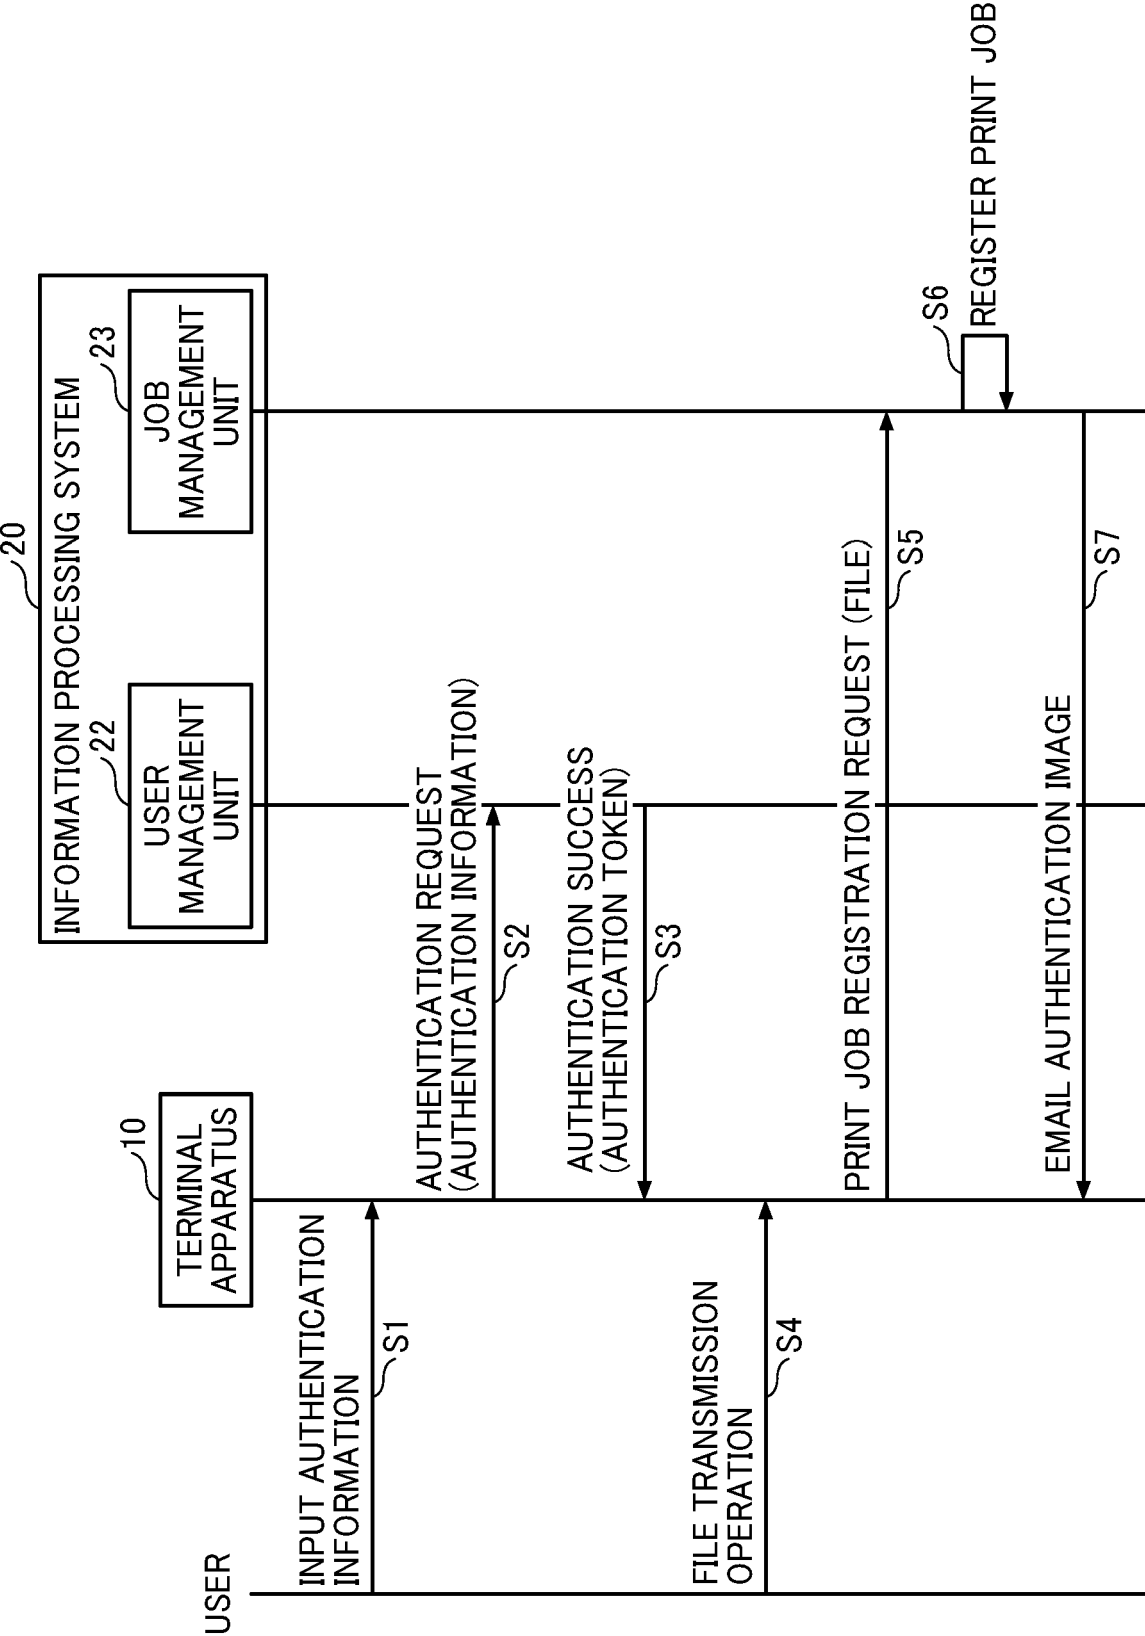 20
INFORMATION PROCESSING SYSTEM
10
22
23
USER
TERMINAL
APPARATUS
USER
MANAGEMENT
UNIT
JOB
MANAGEMENT
UNIT
INPUT AUTHENTICATION
INFORMATION
S1
AUTHENTICATION REQUEST
(AUTHENTICATION INFORMATION)
S2
AUTHENTICATION SUCCESS
(AUTHENTICATION TOKEN)
S3
FILE TRANSMISSION
OPERATION
S4
PRINT JOB REGISTRATION REQUEST (FILE)
S5
S6
REGISTER PRINT JOB
EMAIL AUTHENTICATION IMAGE
S7